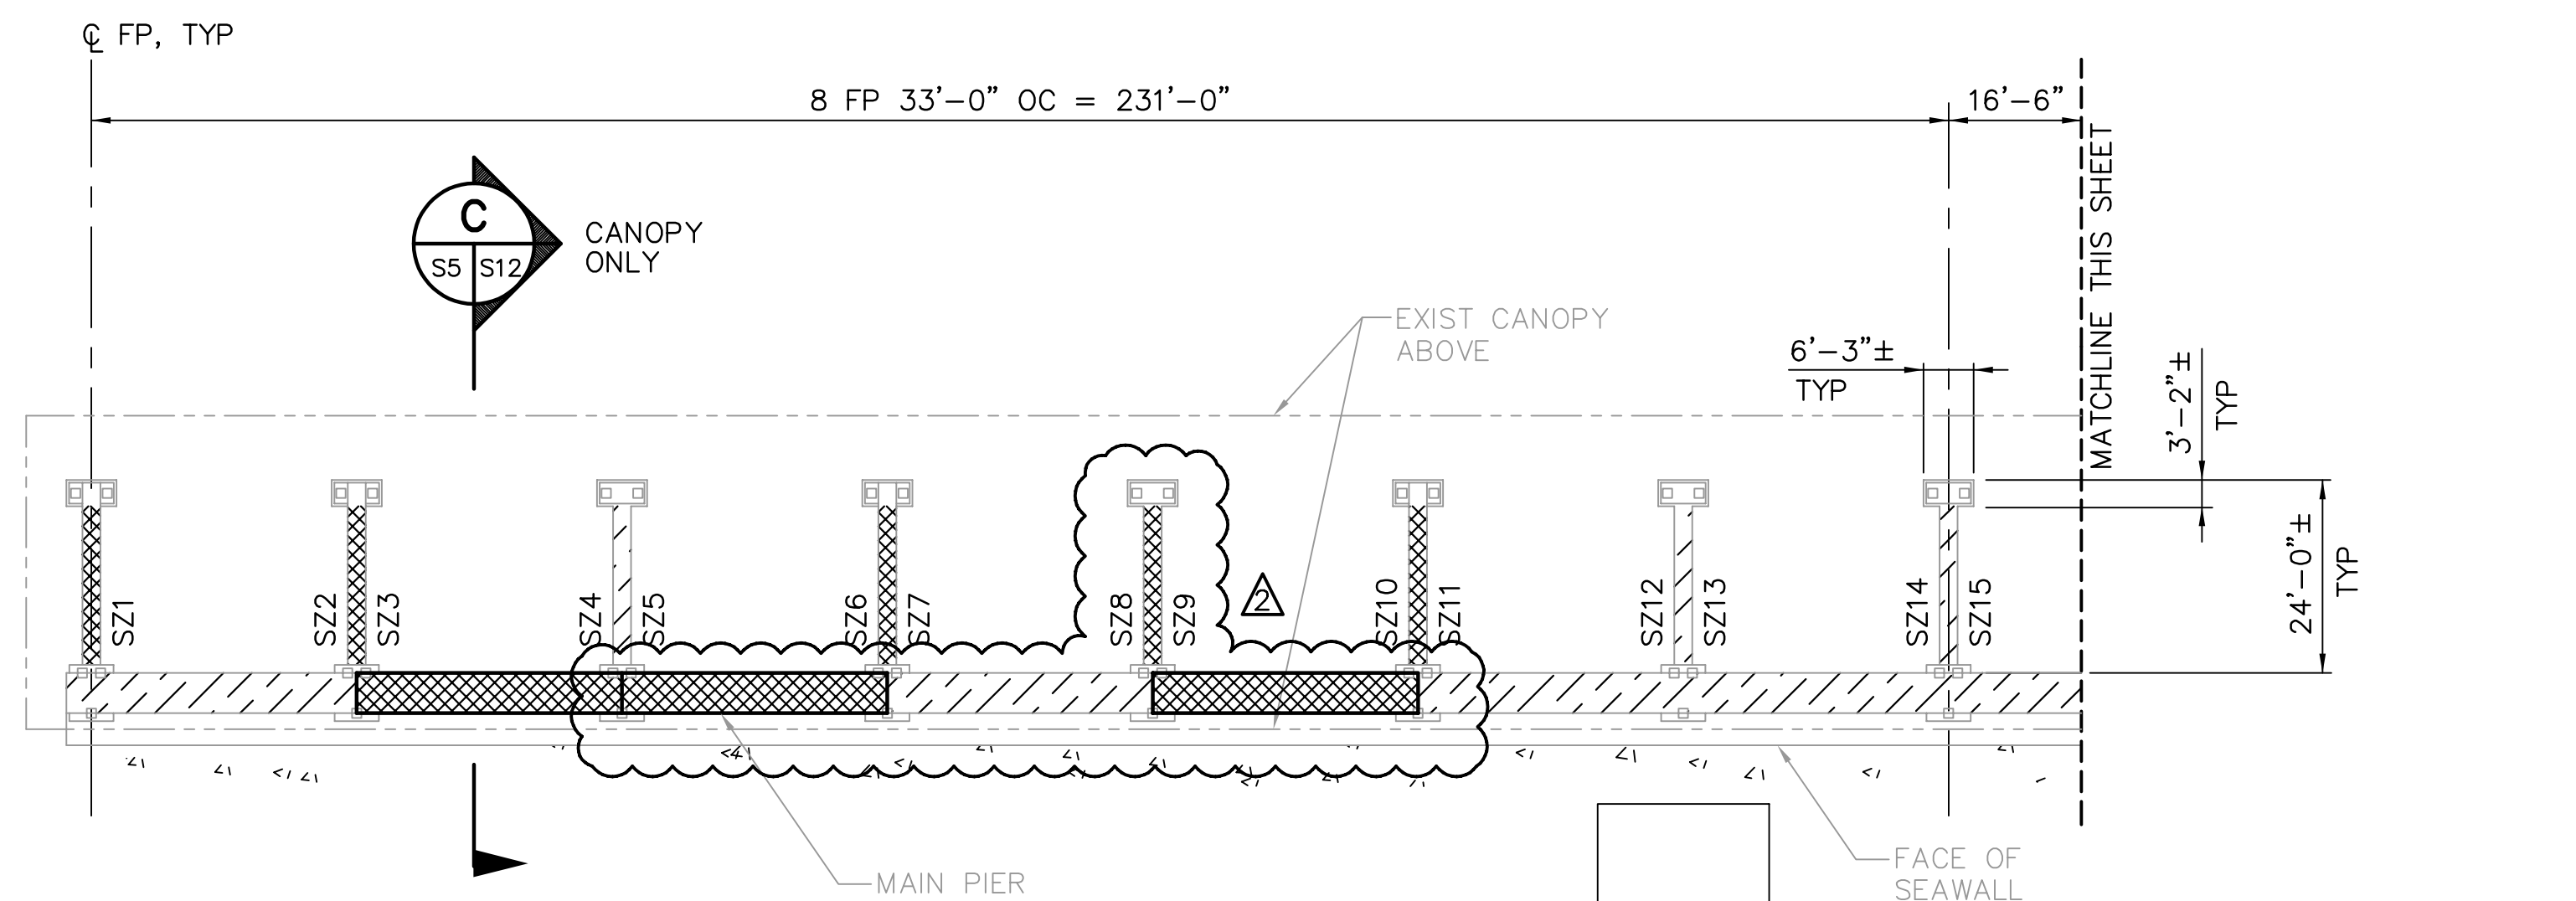 ℄ FP, TYP
8 FP 33'-0" OC = 231'-0"
16'-6"
MATCHLINE THIS SHEET
C
S5 S12
CANOPY
ONLY
EXIST CANOPY
ABOVE
6'-3"±
TYP
3'-2"±
TYP
24'-0"±
TYP
SZ1
SZ2
SZ3
SZ4
SZ5
SZ6
SZ7
SZ8
SZ9
2
SZ10
SZ11
SZ12
SZ13
SZ14
SZ15
MAIN PIER
FACE OF
SEAWALL